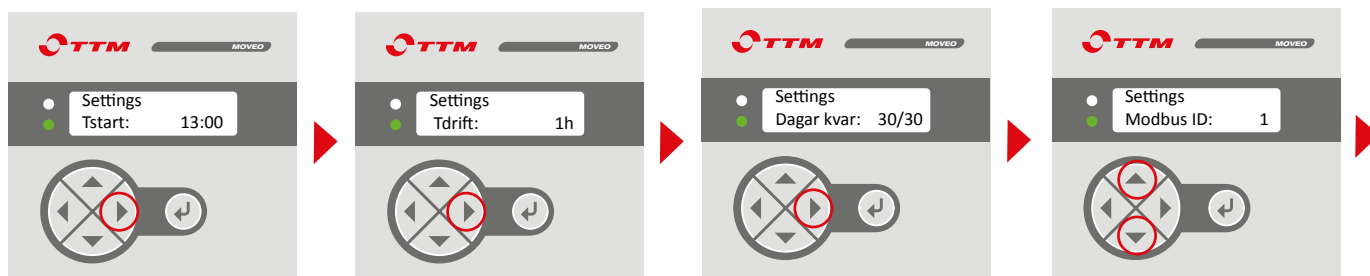 TTM MOVEO
Settings
Tstart: 13:00
TTM MOVEO
Settings
Tdrift: 1h
TTM MOVEO
Settings
Dagar kvar: 30/30
TTM MOVEO
Settings
Modbus ID: 1